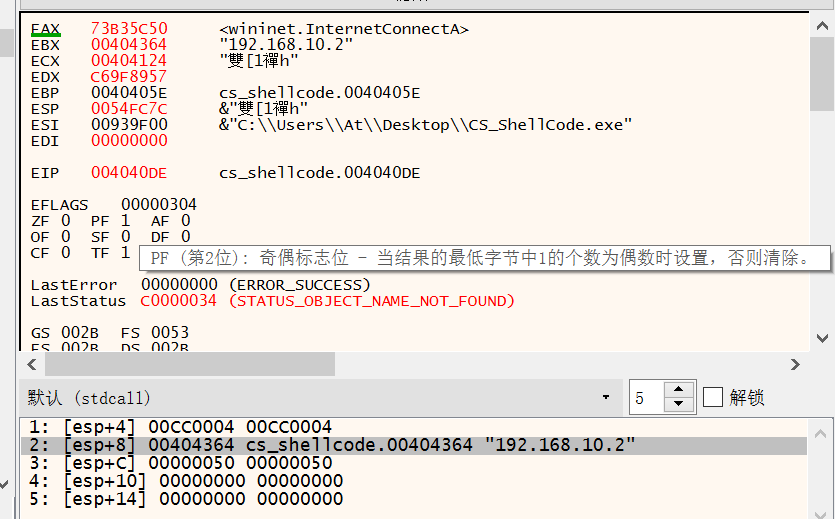 EAX 73B35C50 <wininet.InternetConnectA>
EBX 00404364 "192.168.10.2"
ECX 00404124 "雙[1禪h"
EDX C69F8957
EBP 0040405E cs_shellcode.0040405E
ESP 0054FC7C &"雙[1禪h"
ESI 00939F00 &"C:\\Users\\At\\Desktop\\CS_ShellCode.exe"
EDI 00000000
EIP 004040DE cs_shellcode.004040DE
EFLAGS 00000304
ZF 0 PF 1 AF 0
OF 0 SF 0 DF 0
CF 0 TF 1
PF (第2位): 奇偶标志位 - 当结果的最低字节中1的个数为偶数时设置，否则清除。
LastError 00000000 (ERROR_SUCCESS)
LastStatus C0000034 (STATUS_OBJECT_NAME_NOT_FOUND)
GS 002B FS 0053
ES 002B DS 002B
默认 (stdcall) 5 解锁
1: [esp+4] 00CC0004 00CC0004
2: [esp+8] 00404364 cs_shellcode.00404364 "192.168.10.2"
3: [esp+C] 00000050 00000050
4: [esp+10] 00000000 00000000
5: [esp+14] 00000000 00000000